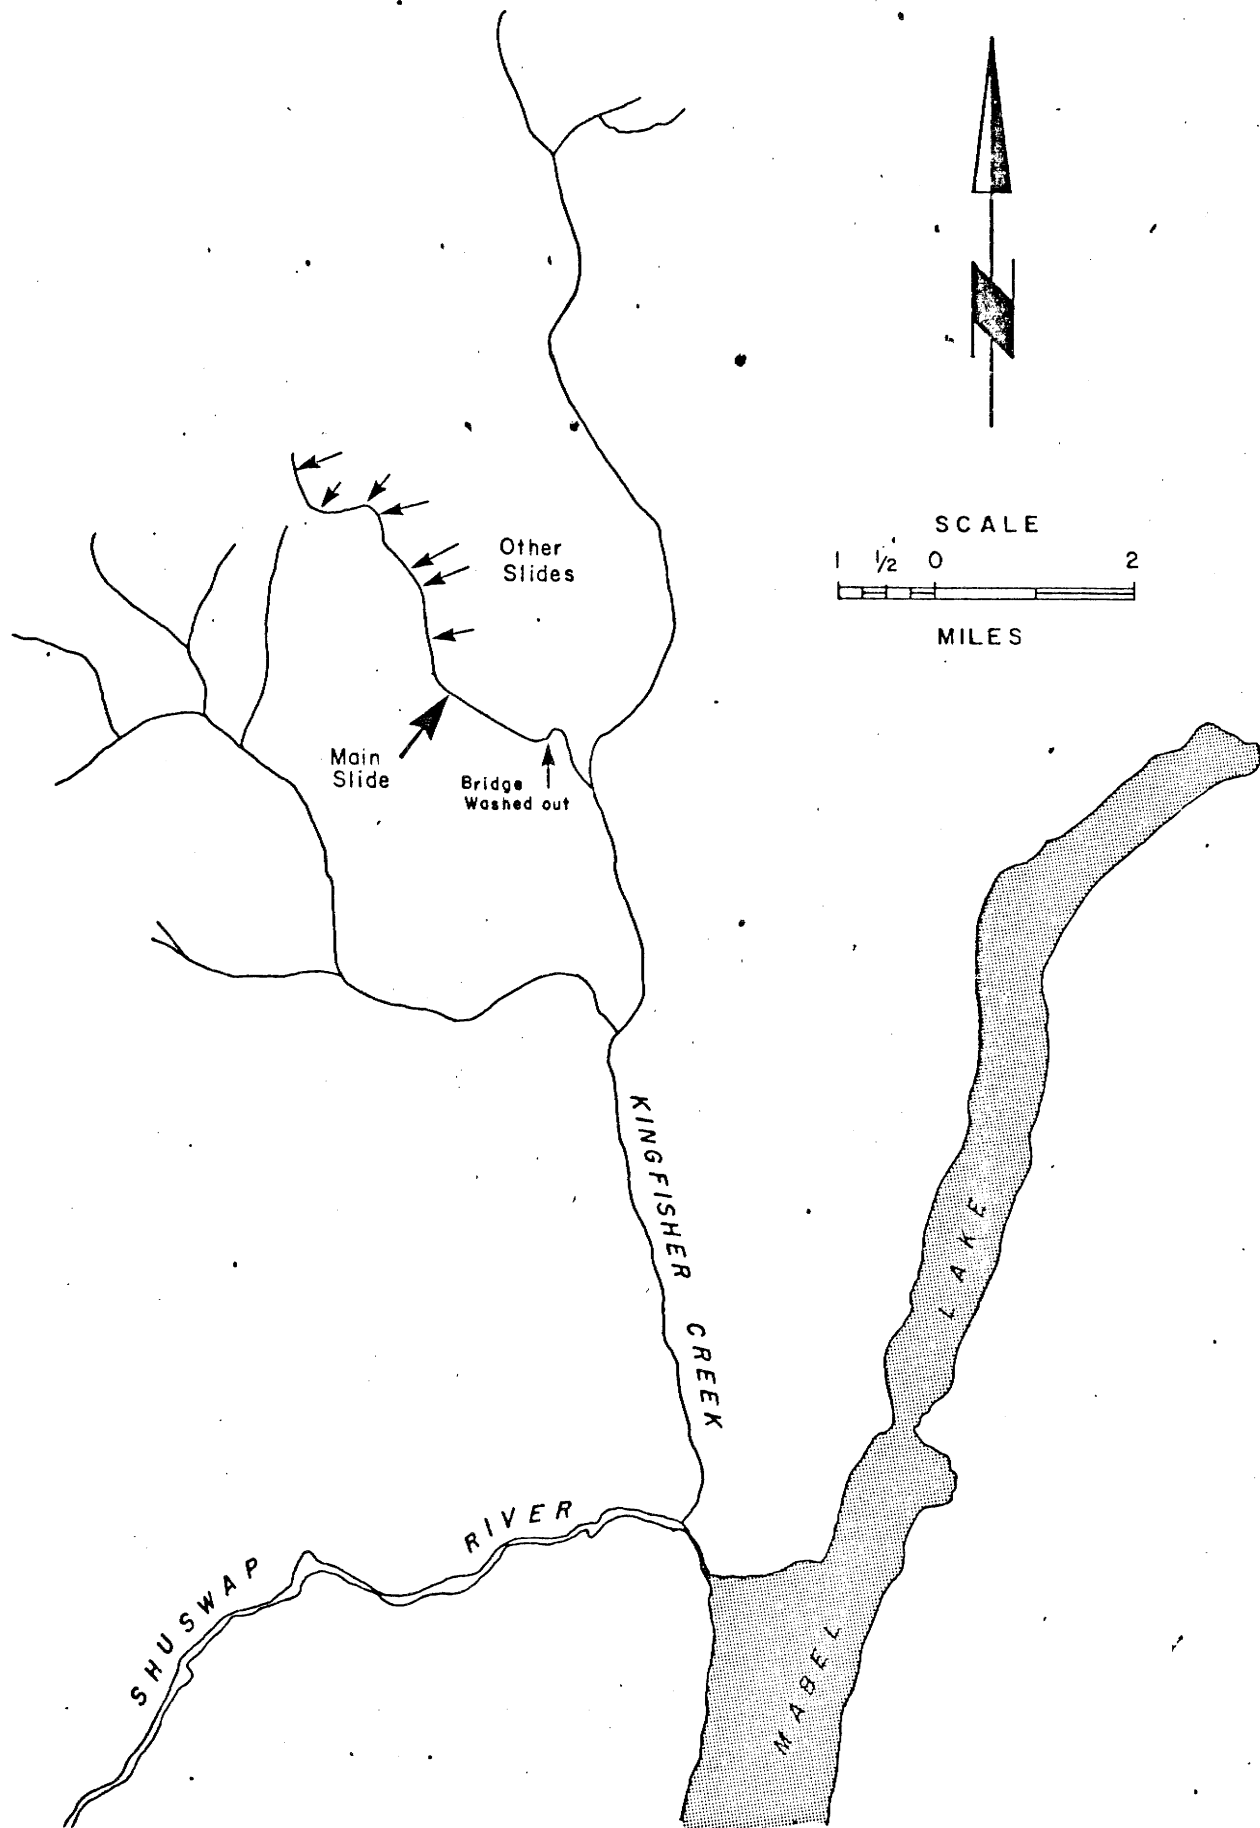 SCALE
1 1/2 0 2
MILES
Other
Slides
Main
Slide
Bridge
Washed out
KINGFISHER CREEK
MABEL LAKE
SHUSWAP RIVER